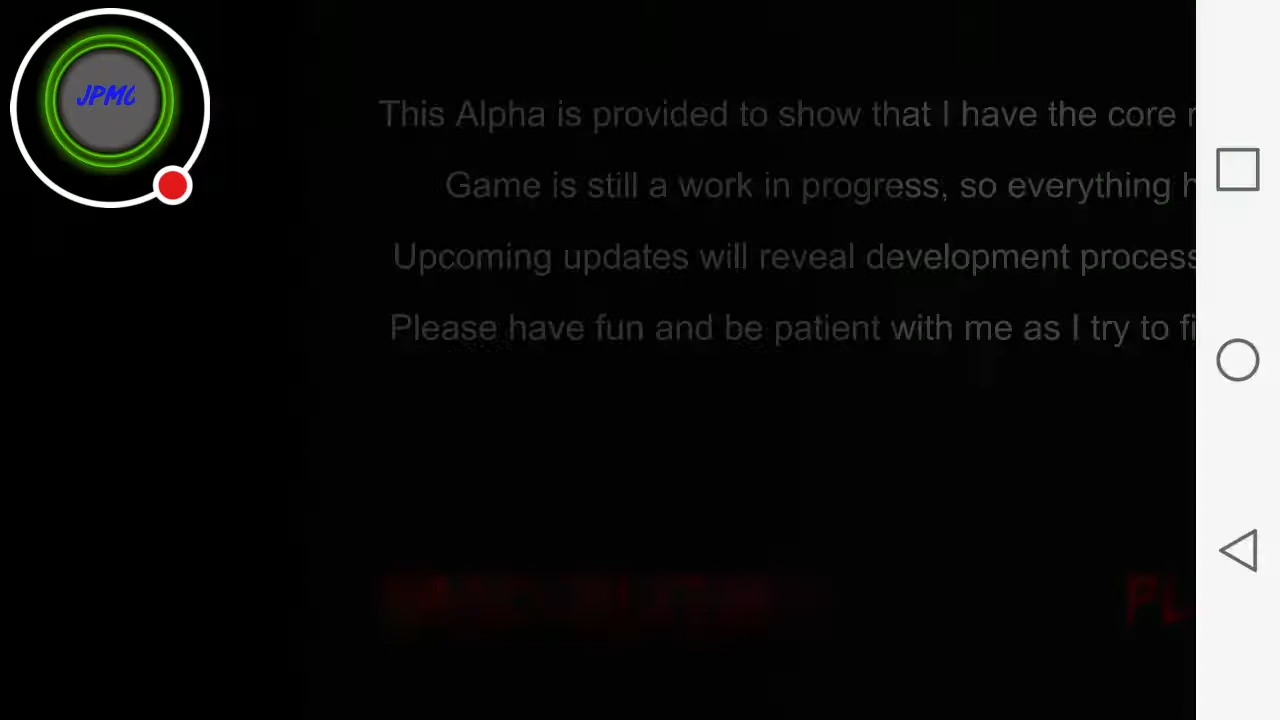 JPMC
This Alpha is provided to show that I have the core
Game is still a work in progress, so everything
Upcoming updates will reveal development process
Please have fun and be patient with me as I try to
FL